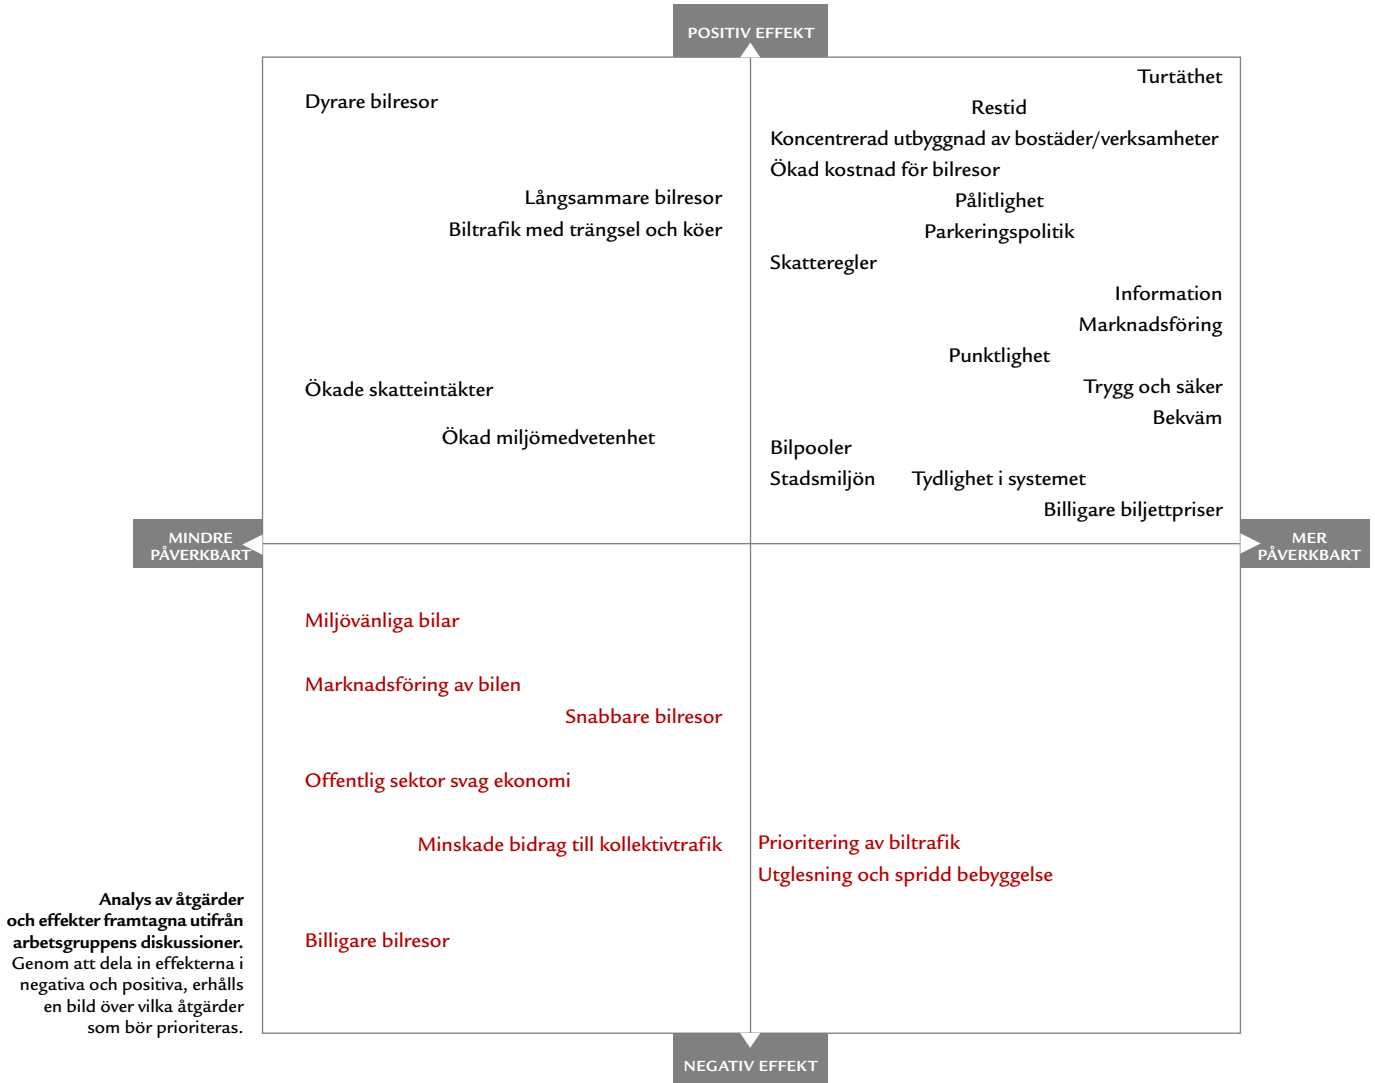 POSITIV EFFEKT
Turtäthet
Dyrare bilresor
Restid
Koncentrerad utbyggnad av bostäder/verksamheter
Ökad kostnad för bilresor
Långsammare bilresor
Pålitlighet
Biltrafik med trängsel och köer
Parkeringspolitik
Skatteregler
Information
Marknadsföring
Punktlighet
Ökade skatteintäkter
Trygg och säker
Bekväm
Ökad miljömedvetenhet
Bilpooler
Stadsmiljön
Tydlighet i systemet
Billigare biljettpriser
MINDRE
PÅVERKBART
MER
PÅVERKBART
Miljövänliga bilar
Marknadsföring av bilen
Snabbare bilresor
Offentlig sektor svag ekonomi
Minskade bidrag till kollektivtrafik
Prioritering av biltrafik
Utglesning och spridd bebyggelse
Billigare bilresor
Analys av åtgärder
och effekter framtagna utifrån
arbetsgruppens diskussioner.
Genom att dela in effekterna i
negativa och positiva, erhålls
en bild över vilka åtgärder
som bör prioriteras.
NEGATIV EFFEKT